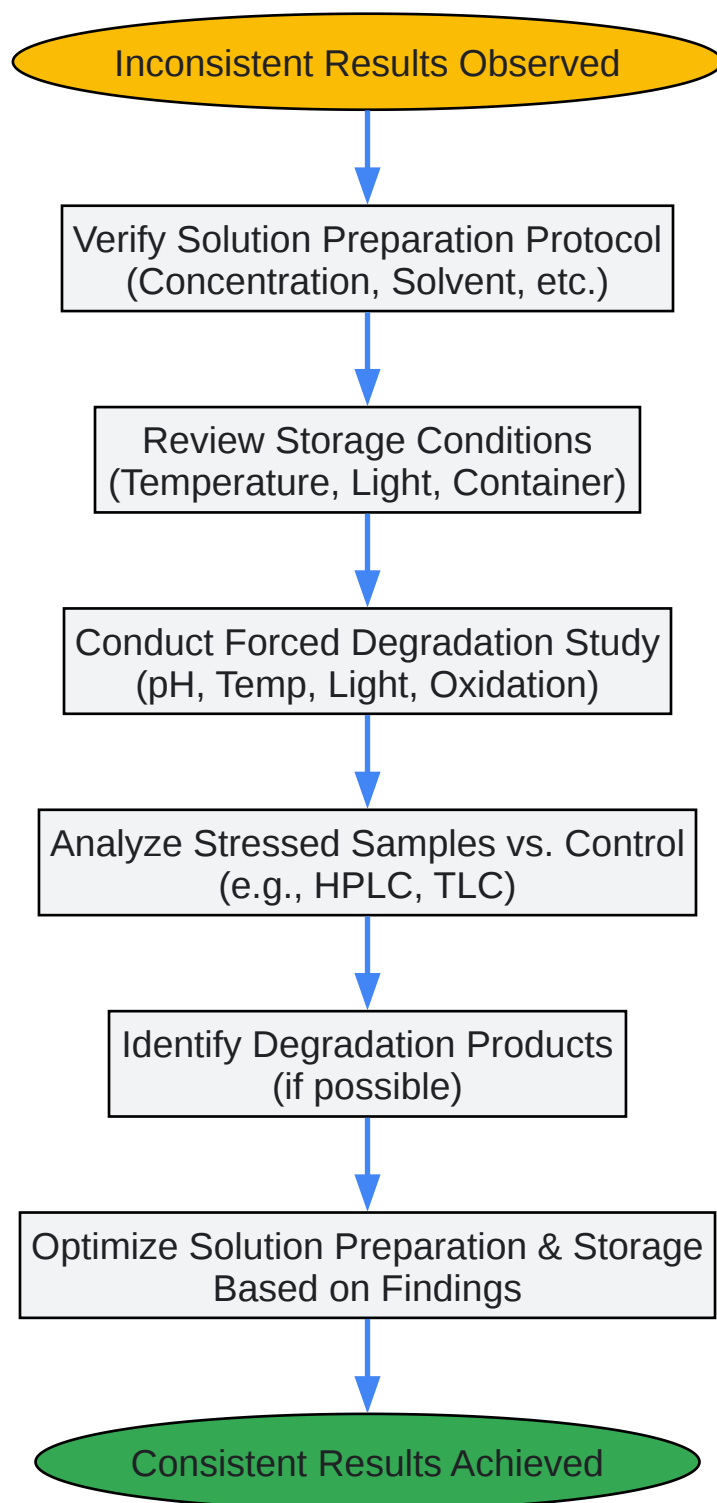 Inconsistent Results Observed
Verify Solution Preparation Protocol
(Concentration, Solvent, etc.)
Review Storage Conditions
(Temperature, Light, Container)
Conduct Forced Degradation Study
(pH, Temp, Light, Oxidation)
Analyze Stressed Samples vs. Control
(e.g., HPLC, TLC)
Identify Degradation Products
(if possible)
Optimize Solution Preparation & Storage
Based on Findings
Consistent Results Achieved